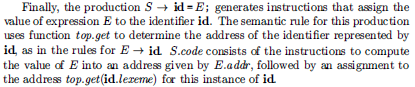 Finally, the production S → id = E; generates instructions that assign the
value of expression E to the identifier id. The semantic rule for this production
uses function top.get to determine the address of the identifier represented by
id, as in the rules for E → id. S.code consists of the instructions to compute
the value of E into an address given by E.addr, followed by an assignment to
the address top.get(id.lexeme) for this instance of id.